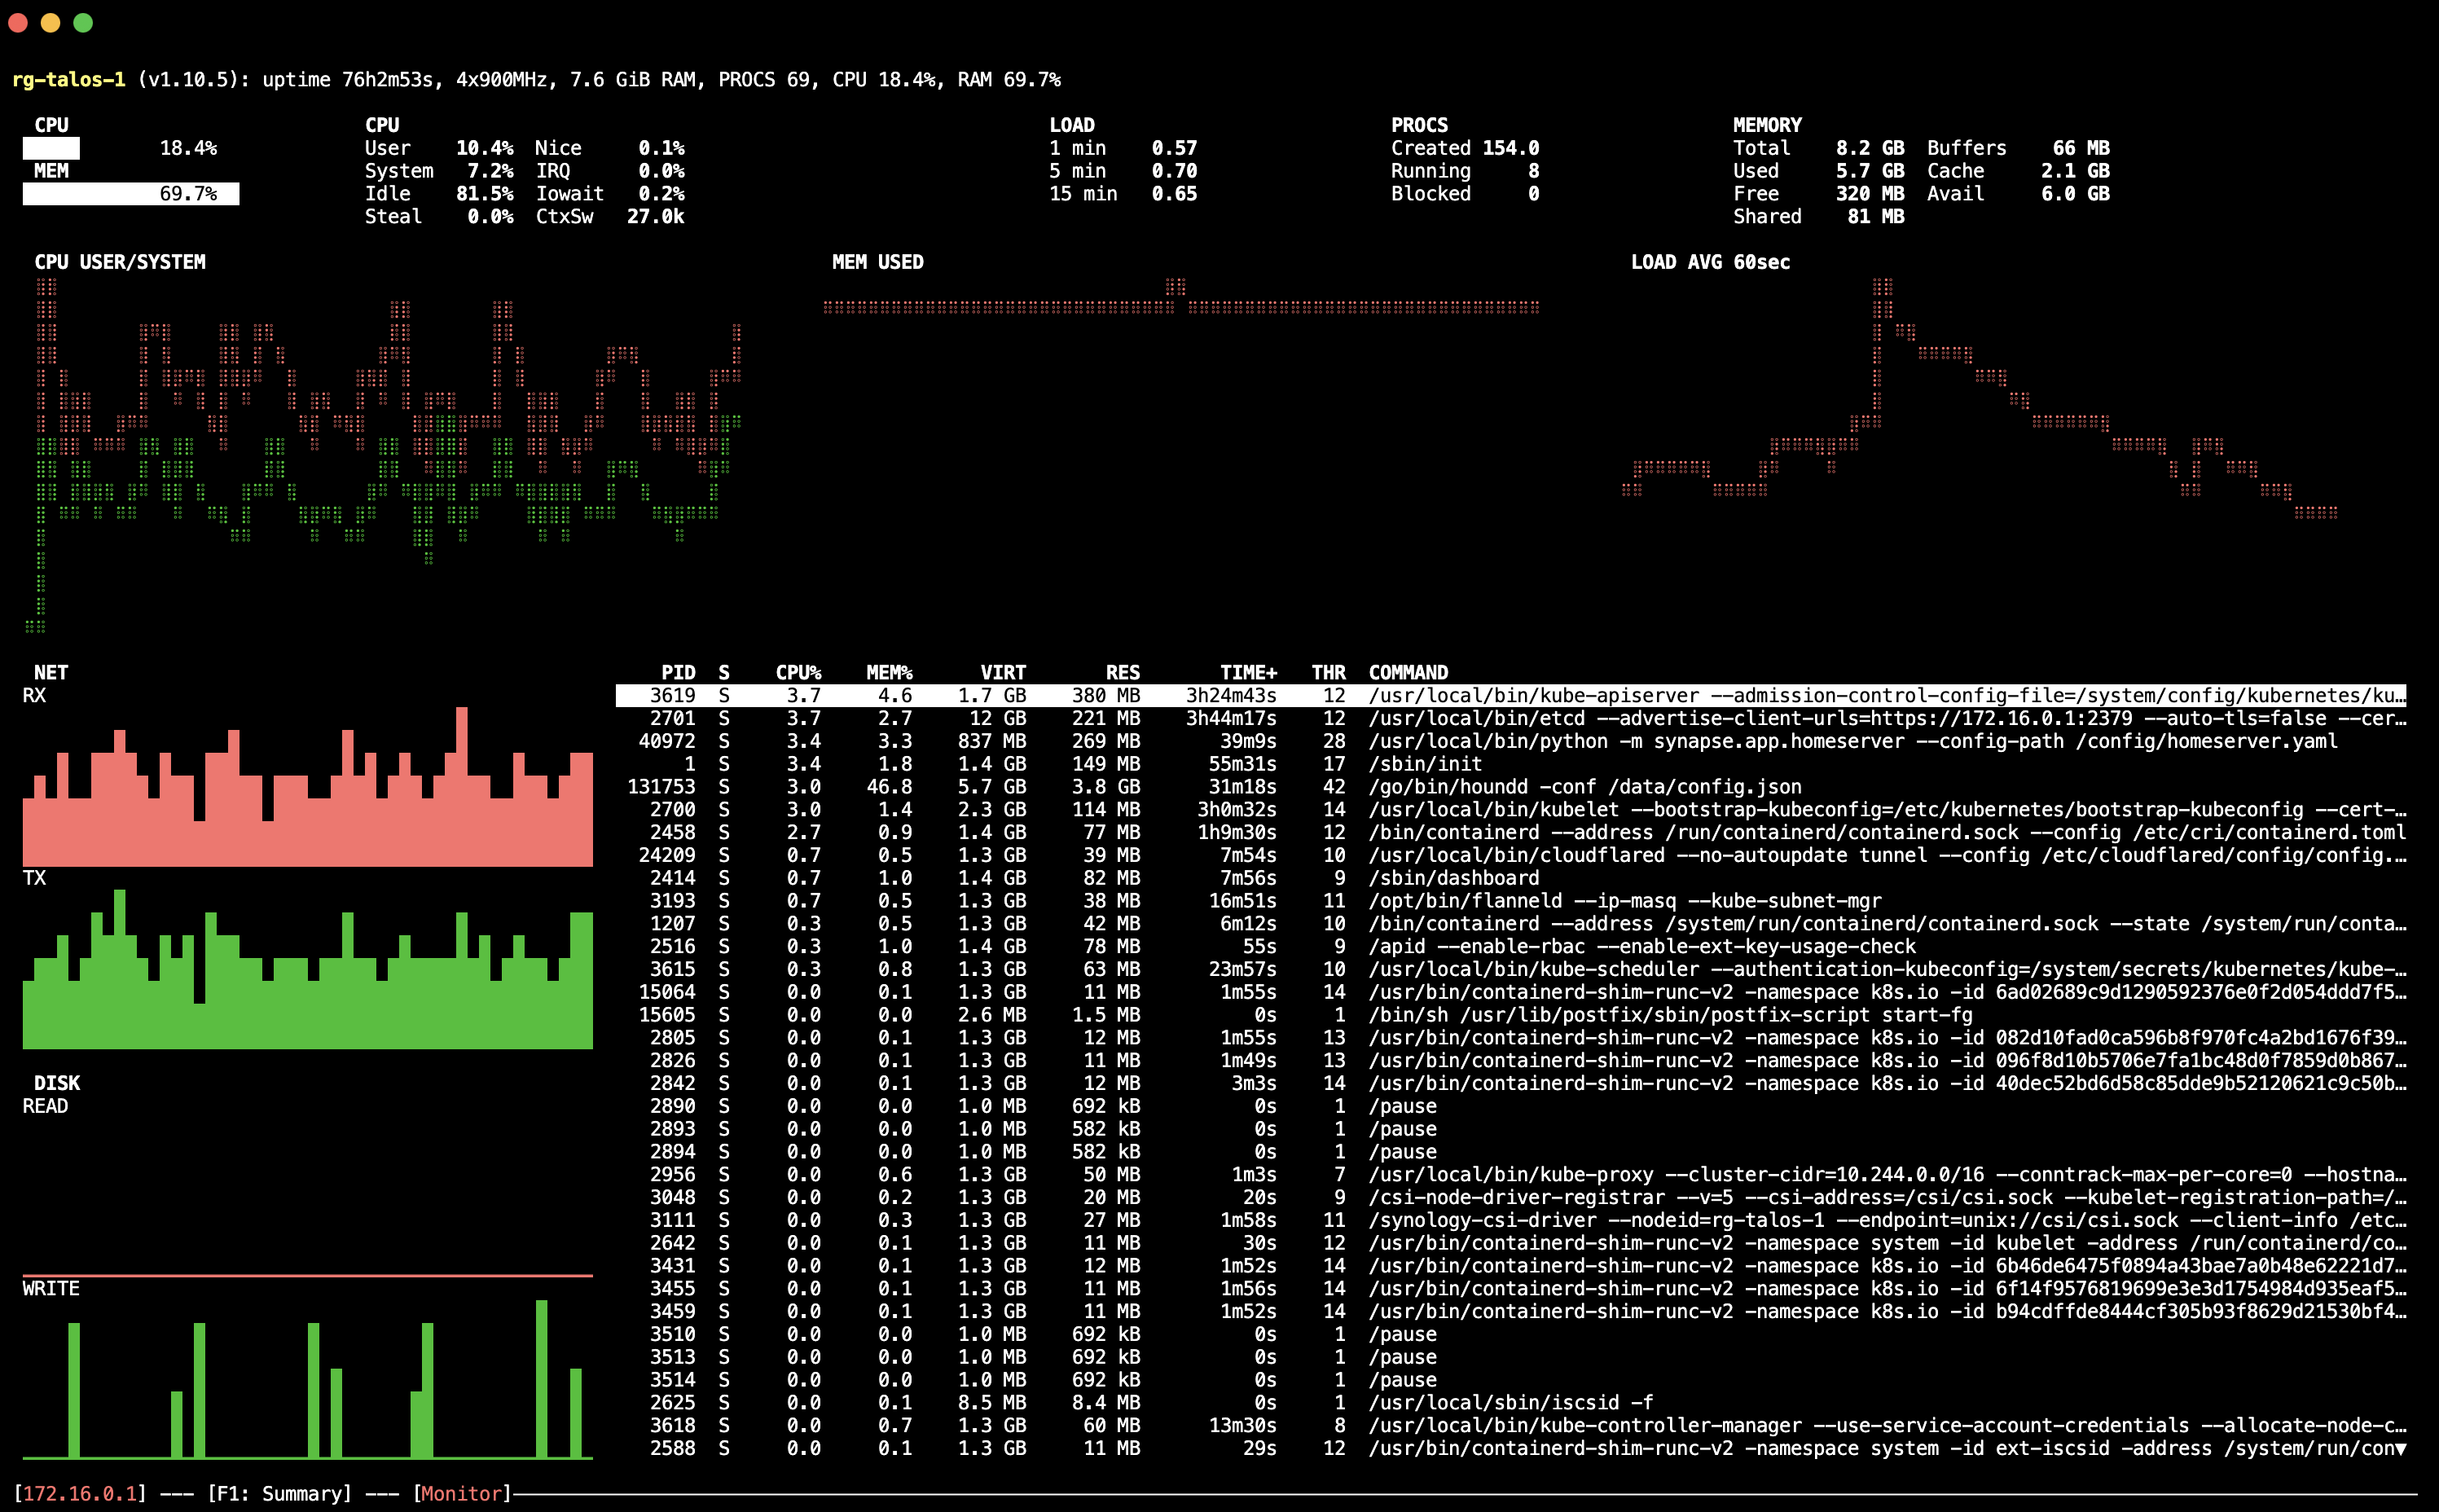 rg-talos-1 (v1.10.5): uptime 76h2m53s, 4x900MHz, 7.6 GiB RAM, PROCS 69, CPU 18.4%, RAM 69.7%
CPU CPU LOAD PROCS MEMORY
18.4% User 10.4% Nice 0.1% 1 min 0.57 Created 154.0 Total 8.2 GB Buffers 66 MB
MEM System 7.2% IRQ 0.0% 5 min 0.70 Running 8 Used 5.7 GB Cache 2.1 GB
69.7% Idle 81.5% Iowait 0.2% 15 min 0.65 Blocked 0 Free 320 MB Avail 6.0 GB
Steal 0.0% CtxSw 27.0k Shared 81 MB
CPU USER/SYSTEM MEM USED LOAD AVG 60sec
NET
RX
TX
DISK
READ
WRITE
PID S CPU% MEM% VIRT RES TIME+ THR COMMAND
3619 S 3.7 4.6 1.7 GB 380 MB 3h24m43s 12 /usr/local/bin/kube-apiserver --admission-control-config-file=/system/config/kubernetes/ku…
2701 S 3.7 2.7 12 GB 221 MB 3h44m17s 12 /usr/local/bin/etcd --advertise-client-urls=https://172.16.0.1:2379 --auto-tls=false --cer…
40972 S 3.4 3.3 837 MB 269 MB 39m9s 28 /usr/local/bin/python -m synapse.app.homeserver --config-path /config/homeserver.yaml
1 S 3.4 1.8 1.4 GB 149 MB 55m31s 17 /sbin/init
131753 S 3.0 46.8 5.7 GB 3.8 GB 31m18s 42 /go/bin/houndd -conf /data/config.json
2700 S 3.0 1.4 2.3 GB 114 MB 3h0m32s 14 /usr/local/bin/kubelet --bootstrap-kubeconfig=/etc/kubernetes/bootstrap-kubeconfig --cert-…
2458 S 2.7 0.9 1.4 GB 77 MB 1h9m30s 12 /bin/containerd --address /run/containerd/containerd.sock --config /etc/cri/containerd.toml
24209 S 0.7 0.5 1.3 GB 39 MB 7m54s 10 /usr/local/bin/cloudflared --no-autoupdate tunnel --config /etc/cloudflared/config/config.…
2414 S 0.7 1.0 1.4 GB 82 MB 7m56s 9 /sbin/dashboard
3193 S 0.7 0.5 1.3 GB 38 MB 16m51s 11 /opt/bin/flanneld --ip-masq --kube-subnet-mgr
1207 S 0.3 0.5 1.3 GB 42 MB 6m12s 10 /bin/containerd --address /system/run/containerd/containerd.sock --state /system/run/conta…
2516 S 0.3 1.0 1.4 GB 78 MB 55s 9 /apid --enable-rbac --enable-ext-key-usage-check
3615 S 0.3 0.8 1.3 GB 63 MB 23m57s 10 /usr/local/bin/kube-scheduler --authentication-kubeconfig=/system/secrets/kubernetes/kube-…
15064 S 0.0 0.1 1.3 GB 11 MB 1m55s 14 /usr/bin/containerd-shim-runc-v2 -namespace k8s.io -id 6ad02689c9d1290592376e0f2d054ddd7f5…
15605 S 0.0 0.0 2.6 MB 1.5 MB 0s 1 /bin/sh /usr/lib/postfix/sbin/postfix-script start-fg
2805 S 0.0 0.1 1.3 GB 12 MB 1m55s 13 /usr/bin/containerd-shim-runc-v2 -namespace k8s.io -id 082d10fad0ca596b8f970fc4a2bd1676f39…
2826 S 0.0 0.1 1.3 GB 11 MB 1m49s 13 /usr/bin/containerd-shim-runc-v2 -namespace k8s.io -id 096f8d10b5706e7fa1bc48d0f7859d0b867…
2842 S 0.0 0.1 1.3 GB 12 MB 3m3s 14 /usr/bin/containerd-shim-runc-v2 -namespace k8s.io -id 40dec52bd6d58c85dde9b52120621c9c50b…
2890 S 0.0 0.0 1.0 MB 692 kB 0s 1 /pause
2893 S 0.0 0.0 1.0 MB 582 kB 0s 1 /pause
2894 S 0.0 0.0 1.0 MB 582 kB 0s 1 /pause
2956 S 0.0 0.6 1.3 GB 50 MB 1m3s 7 /usr/local/bin/kube-proxy --cluster-cidr=10.244.0.0/16 --conntrack-max-per-core=0 --hostna…
3048 S 0.0 0.2 1.3 GB 20 MB 20s 9 /csi-node-driver-registrar --v=5 --csi-address=/csi/csi.sock --kubelet-registration-path=/…
3111 S 0.0 0.3 1.3 GB 27 MB 1m58s 11 /synology-csi-driver --nodeid=rg-talos-1 --endpoint=unix://csi/csi.sock --client-info /etc…
2642 S 0.0 0.1 1.3 GB 11 MB 30s 12 /usr/bin/containerd-shim-runc-v2 -namespace system -id kubelet -address /run/containerd/co…
3431 S 0.0 0.1 1.3 GB 12 MB 1m52s 14 /usr/bin/containerd-shim-runc-v2 -namespace k8s.io -id 6b46de6475f0894a43bae7a0b48e62221d7…
3455 S 0.0 0.1 1.3 GB 11 MB 1m56s 14 /usr/bin/containerd-shim-runc-v2 -namespace k8s.io -id 6f14f9576819699e3e3d1754984d935eaf5…
3459 S 0.0 0.1 1.3 GB 11 MB 1m52s 14 /usr/bin/containerd-shim-runc-v2 -namespace k8s.io -id b94cdffde8444cf305b93f8629d21530bf4…
3510 S 0.0 0.0 1.0 MB 692 kB 0s 1 /pause
3513 S 0.0 0.0 1.0 MB 692 kB 0s 1 /pause
3514 S 0.0 0.0 1.0 MB 692 kB 0s 1 /pause
2625 S 0.0 0.1 8.5 MB 8.4 MB 0s 1 /usr/local/sbin/iscsid -f
3618 S 0.0 0.7 1.3 GB 60 MB 13m30s 8 /usr/local/bin/kube-controller-manager --use-service-account-credentials --allocate-node-c…
2588 S 0.0 0.1 1.3 GB 11 MB 29s 12 /usr/bin/containerd-shim-runc-v2 -namespace system -id ext-iscsid -address /system/run/con▼
[172.16.0.1] --- [F1: Summary] --- [Monitor]